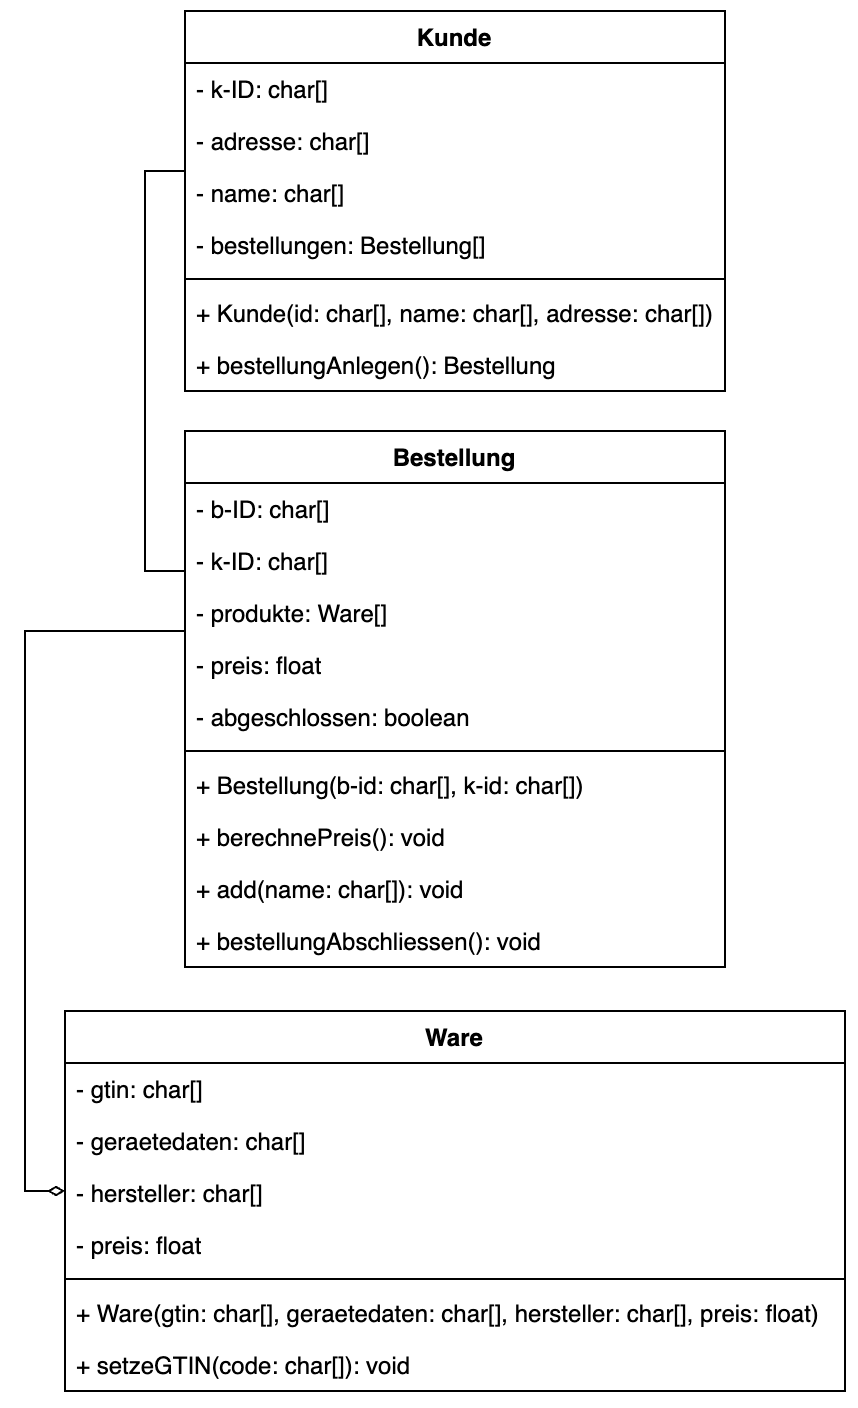 Kunde
- k-ID: char[]
- adresse: char[]
- name: char[]
- bestellungen: Bestellung[]
+ Kunde(id: char[], name: char[], adresse: char[])
+ bestellungAnlegen(): Bestellung
Bestellung
- b-ID: char[]
- k-ID: char[]
- produkte: Ware[]
- preis: float
- abgeschlossen: boolean
+ Bestellung(b-id: char[], k-id: char[])
+ berechnePreis(): void
+ add(name: char[]): void
+ bestellungAbschliessen(): void
Ware
- gtin: char[]
- geraetedaten: char[]
- hersteller: char[]
- preis: float
+ Ware(gtin: char[], geraetedaten: char[], hersteller: char[], preis: float)
+ setzeGTIN(code: char[]): void